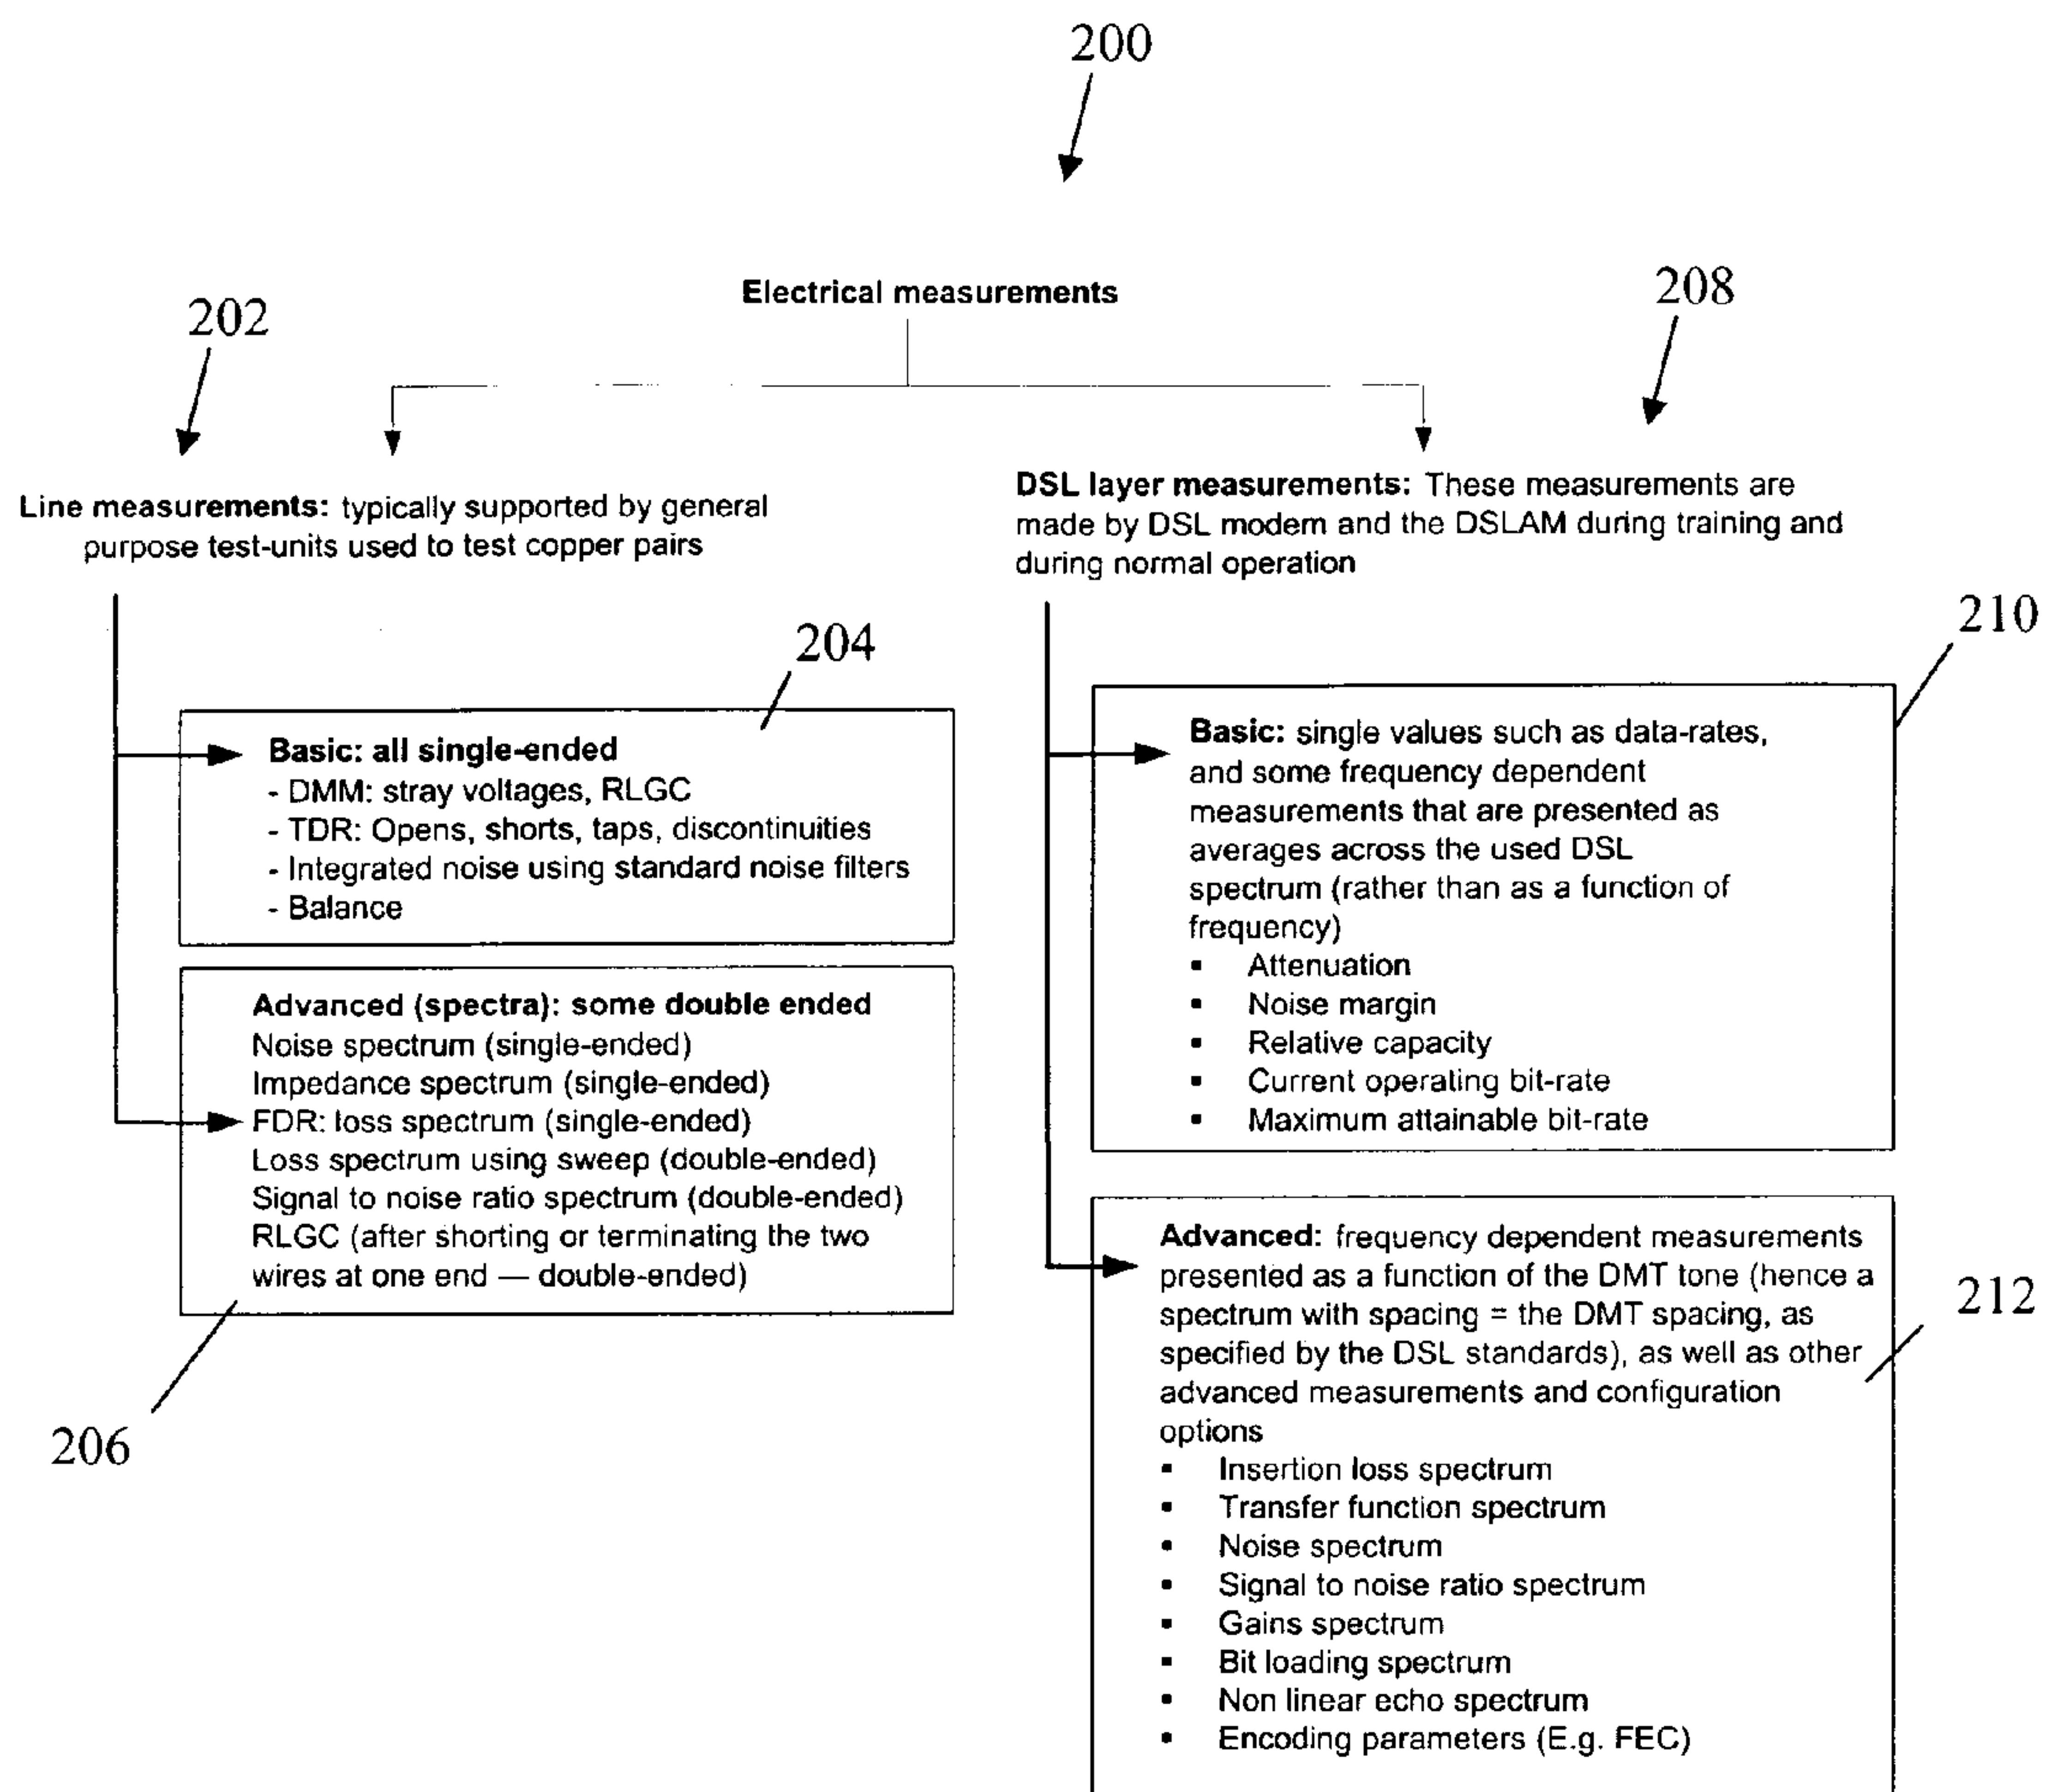 200
Electrical measurements
202
208
Line measurements: typically supported by general
purpose test-units used to test copper pairs
DSL layer measurements: These measurements are
made by DSL modem and the DSLAM during training and
during normal operation
204
Basic: all single-ended
- DMM: stray voltages, RLGC
- TDR: Opens, shorts, taps, discontinuities
- Integrated noise using standard noise filters
- Balance
Advanced (spectra): some double ended
Noise spectrum (single-ended)
Impedance spectrum (single-ended)
FDR: loss spectrum (single-ended)
Loss spectrum using sweep (double-ended)
Signal to noise ratio spectrum (double-ended)
RLGC (after shorting or terminating the two
wires at one end — double-ended)
206
210
Basic: single values such as data-rates,
and some frequency dependent
measurements that are presented as
averages across the used DSL
spectrum (rather than as a function of
frequency)
▪ Attenuation
▪ Noise margin
▪ Relative capacity
▪ Current operating bit-rate
▪ Maximum attainable bit-rate
Advanced: frequency dependent measurements
presented as a function of the DMT tone (hence a
spectrum with spacing = the DMT spacing, as
specified by the DSL standards), as well as other
advanced measurements and configuration
options
▪ Insertion loss spectrum
▪ Transfer function spectrum
▪ Noise spectrum
▪ Signal to noise ratio spectrum
▪ Gains spectrum
▪ Bit loading spectrum
▪ Non linear echo spectrum
▪ Encoding parameters (E.g. FEC)
212